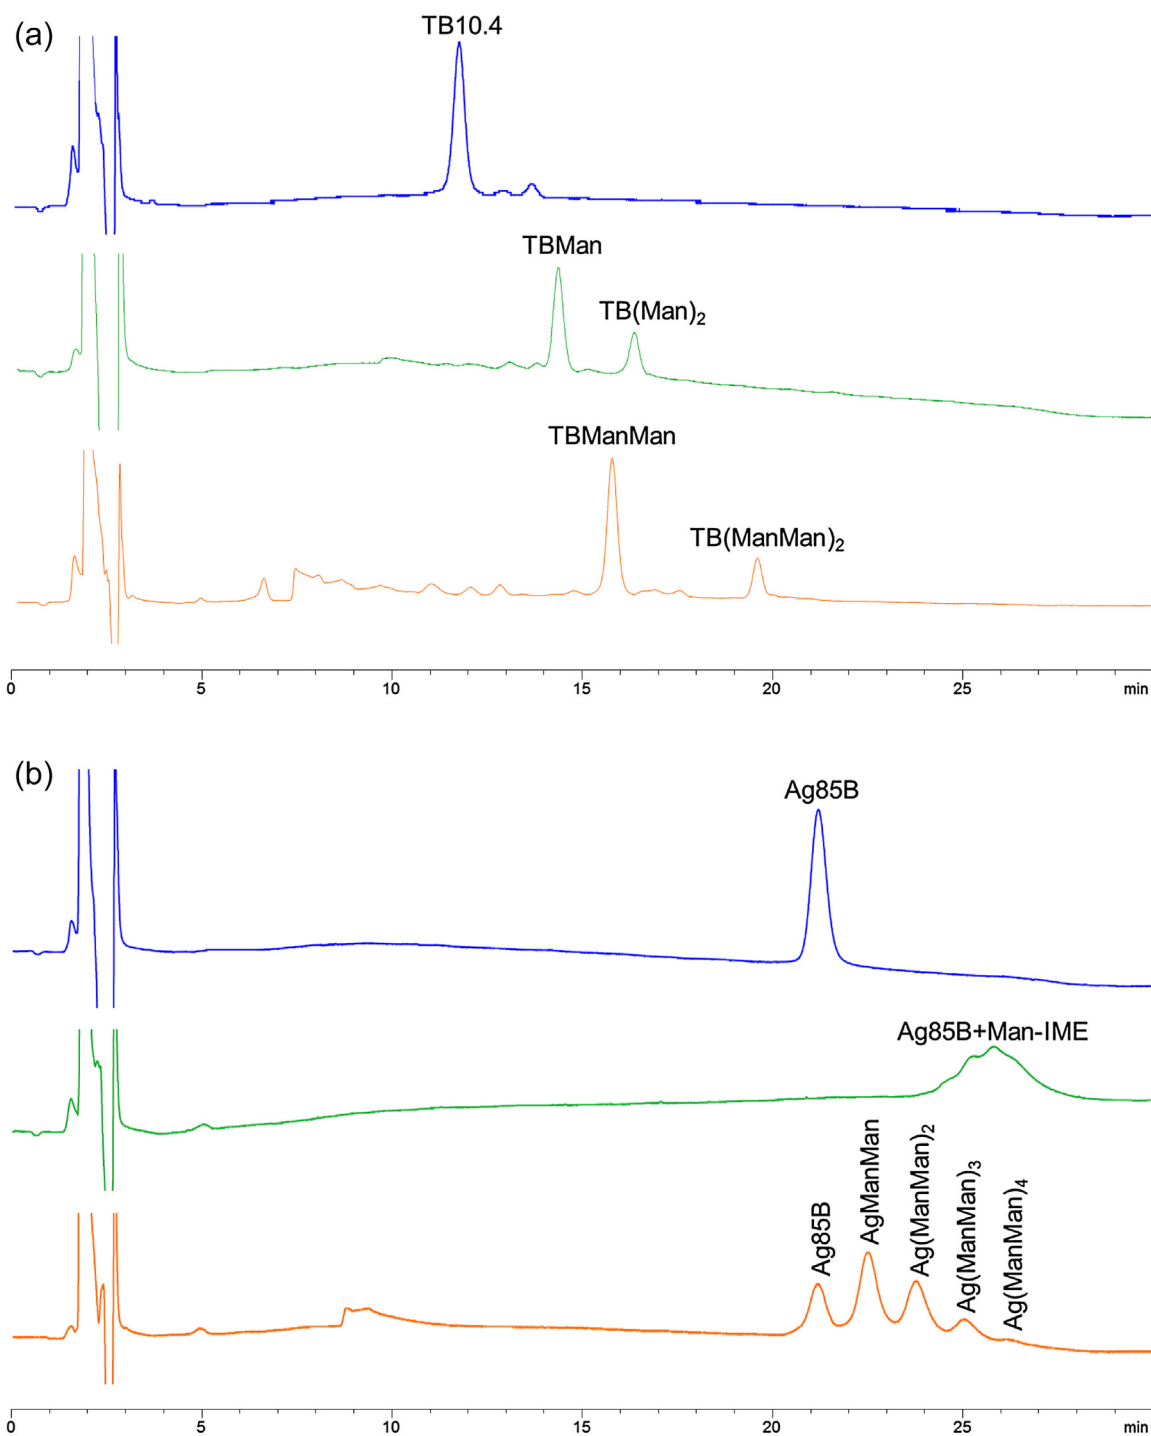 (a)
TB10.4
TBMan
TB(Man)2
TBManMan
TB(ManMan)2
0 5 10 15 20 25 min
(b)
Ag85B
Ag85B+Man-IME
Ag85B
AgManMan
Ag(ManMan)2
Ag(ManMan)3
Ag(ManMan)4
0 5 10 15 20 25 min